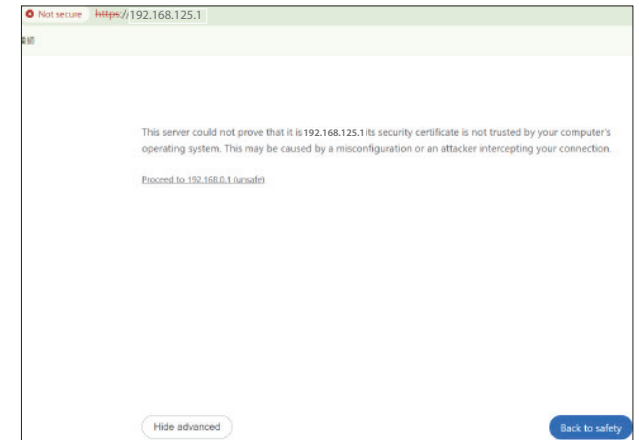 Not secure https://192.168.125.1
This server could not prove that it is 192.168.125.1 its security certificate is not trusted by your computer's
operating system. This may be caused by a misconfiguration or an attacker intercepting your connection.
Proceed to 192.168.0.1 (unsafe)
Hide advanced
Back to safety